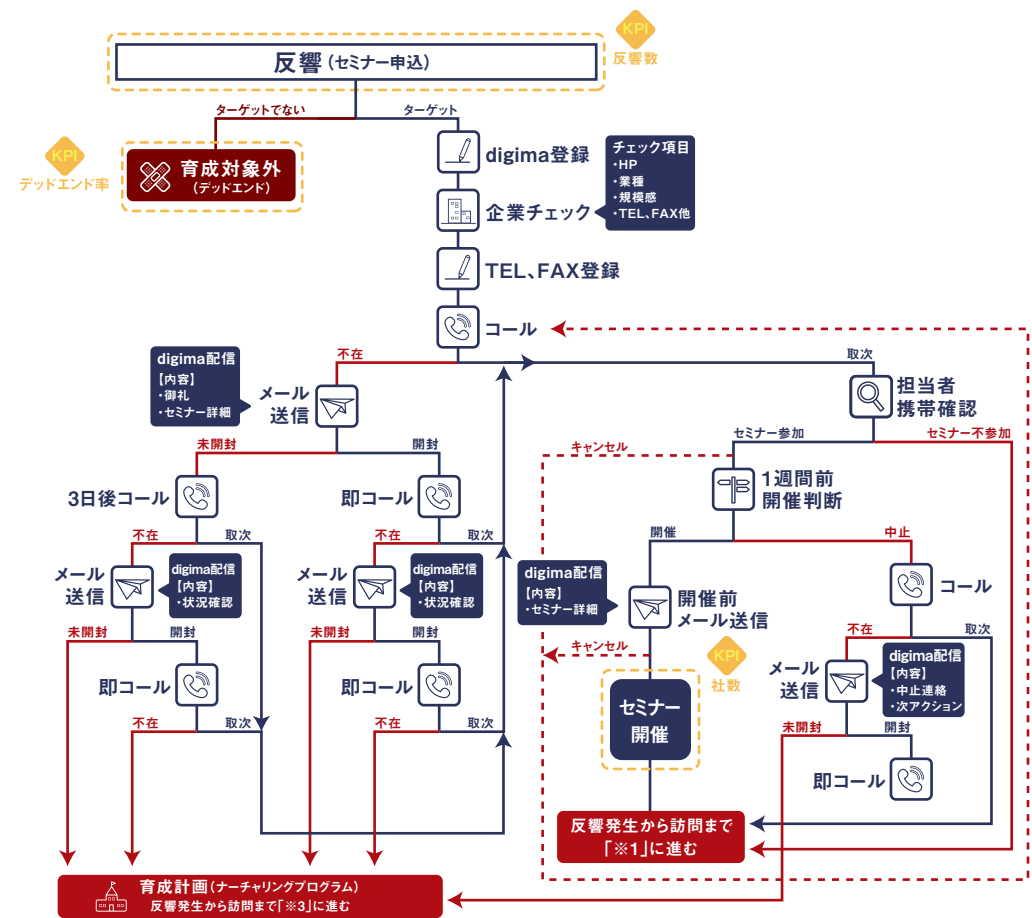 KPI
反響数
反響（セミナー申込）
ターゲットでない
ターゲット
KPI
デッドエンド率
育成対象外
（デッドエンド）
digima登録
チェック項目
・HP
・業種
・規模感
・TEL、FAX他
企業チェック
TEL、FAX登録
コール
不在
取次
digima配信
【内容】
・御礼
・セミナー詳細
メール
送信
担当者
携帯確認
未開封
開封
キャンセル
セミナー参加
セミナー不参加
3日後コール
即コール
1週間前
開催判断
不在
取次
不在
取次
開催
中止
メール
送信
digima配信
【内容】
・状況確認
メール
送信
digima配信
【内容】
・状況確認
digima配信
【内容】
・セミナー詳細
開催前
メール送信
コール
未開封
開封
未開封
開封
キャンセル
不在
取次
KPI
社数
メール
送信
digima配信
【内容】
・中止連絡
・次アクション
即コール
即コール
セミナー
開催
不在
取次
不在
取次
未開封
開封
即コール
反響発生から訪問まで
「※1」に進む
育成計画（ナーチャリングプログラム）
反響発生から訪問まで「※3」に進む